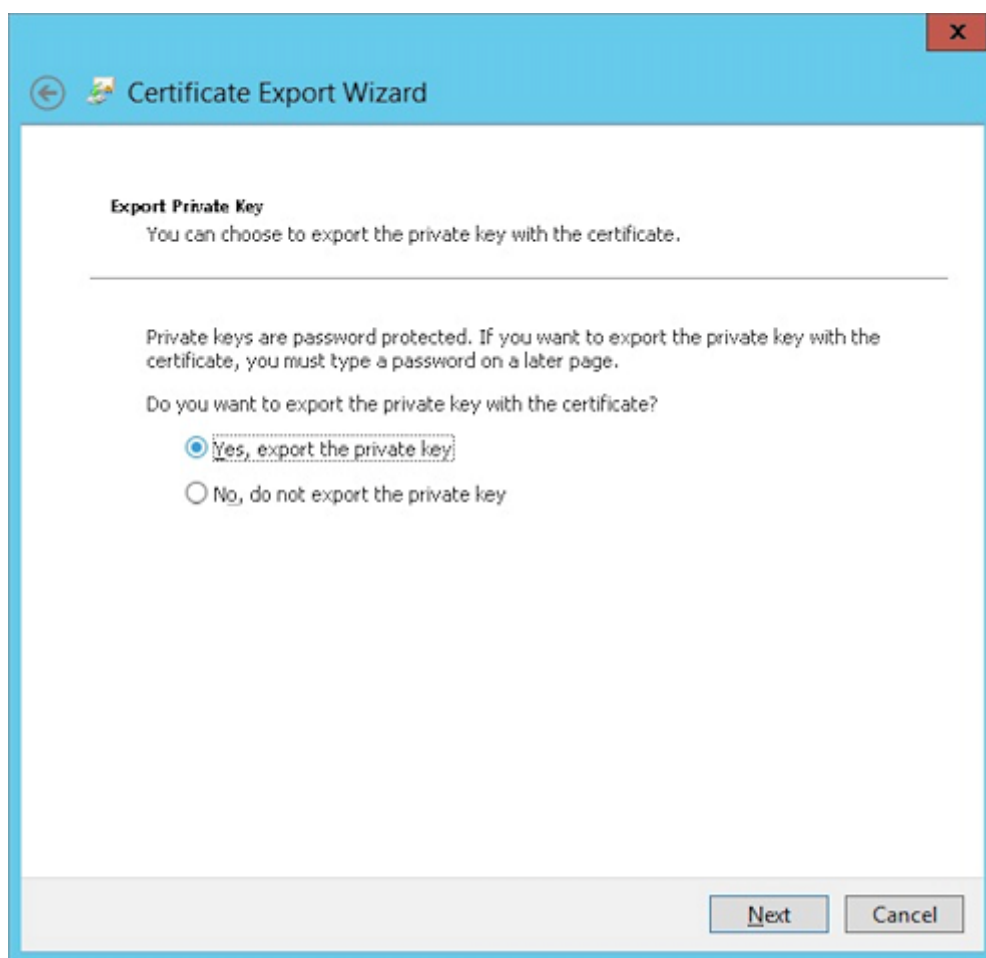 Certificate Export Wizard
Export Private Key
You can choose to export the private key with the certificate.
Private keys are password protected. If you want to export the private key with the
certificate, you must type a password on a later page.
Do you want to export the private key with the certificate?
Yes, export the private key
No, do not export the private key
Next
Cancel